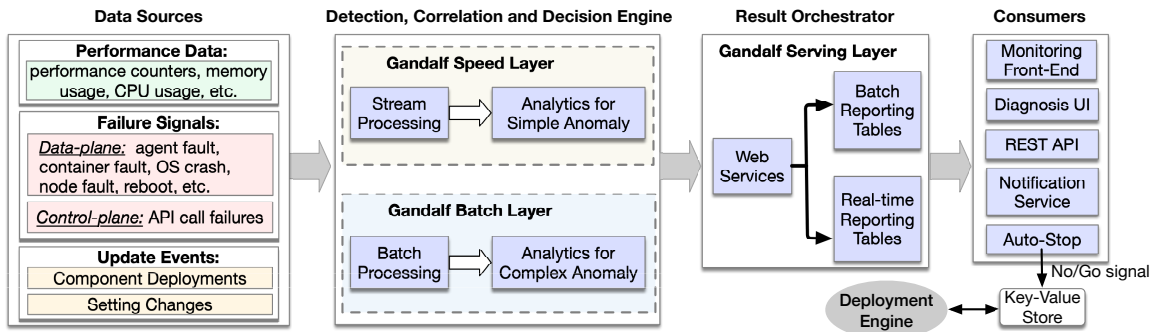 Data Sources
Performance Data:
performance counters, memory
usage, CPU usage, etc.
Failure Signals:
Data-plane: agent fault,
container fault, OS crash,
node fault, reboot, etc.
Control-plane: API call failures
Update Events:
Component Deployments
Setting Changes
Detection, Correlation and Decision Engine
Gandalf Speed Layer
Stream
Processing
Analytics for
Simple Anomaly
Gandalf Batch Layer
Batch
Processing
Analytics for
Complex Anomaly
Result Orchestrator
Gandalf Serving Layer
Web
Services
Batch
Reporting
Tables
Real-time
Reporting
Tables
Consumers
Monitoring
Front-End
Diagnosis UI
REST API
Notification
Service
Auto-Stop
No/Go signal
Key-Value
Store
Deployment
Engine